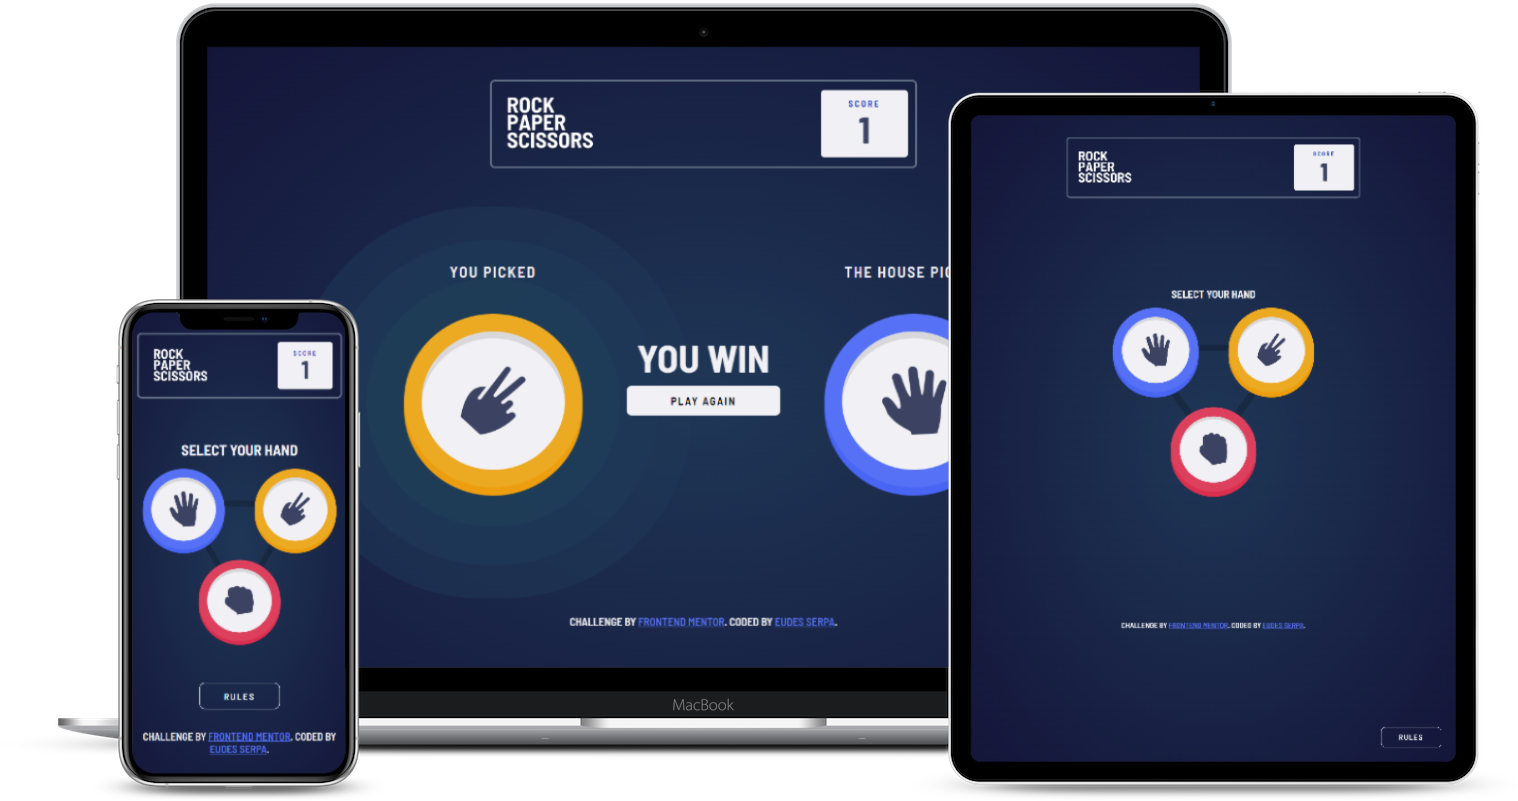 ROCK
PAPER
SCISSORS
SCORE
1
YOU PICKED
THE HOUSE PIC
YOU WIN
PLAY AGAIN
CHALLENGE BY FRONTEND MENTOR. CODED BY EUDES SERPA.
MacBook
ROCK
PAPER
SCISSORS
SCORE
1
SELECT YOUR HAND
RULES
CHALLENGE BY FRONTEND MENTOR. CODED BY
EUDES SERPA.
ROCK
PAPER
SCISSORS
SCORE
1
SELECT YOUR HAND
CHALLENGE BY FRONTEND MENTOR. CODED BY EUDES SERPA.
RULES